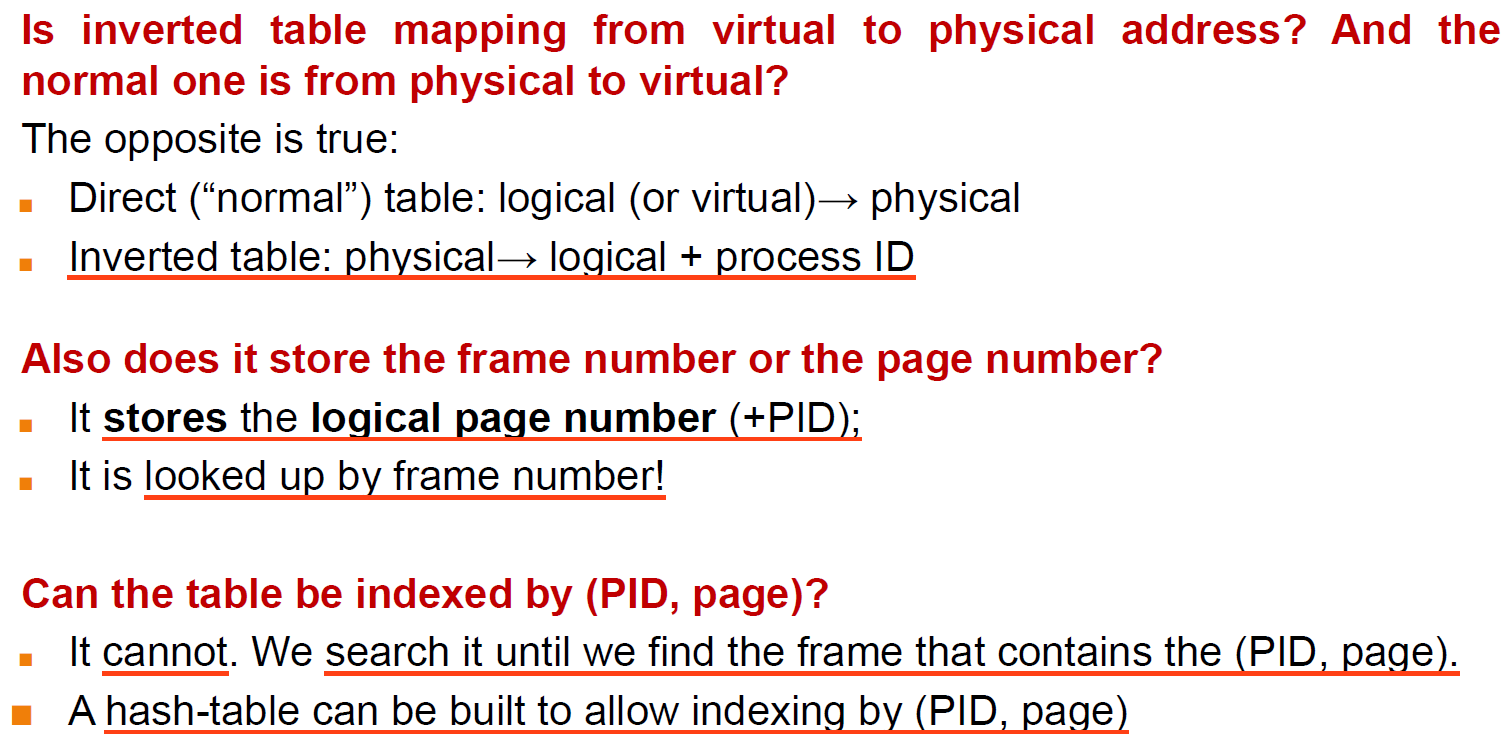 Is inverted table mapping from virtual to physical address? And the
normal one is from physical to virtual?
The opposite is true:
▪ Direct (“normal”) table: logical (or virtual)→ physical
▪ Inverted table: physical→ logical + process ID
Also does it store the frame number or the page number?
▪ It stores the logical page number (+PID);
▪ It is looked up by frame number!
Can the table be indexed by (PID, page)?
▪ It cannot. We search it until we find the frame that contains the (PID, page).
▪ A hash-table can be built to allow indexing by (PID, page)